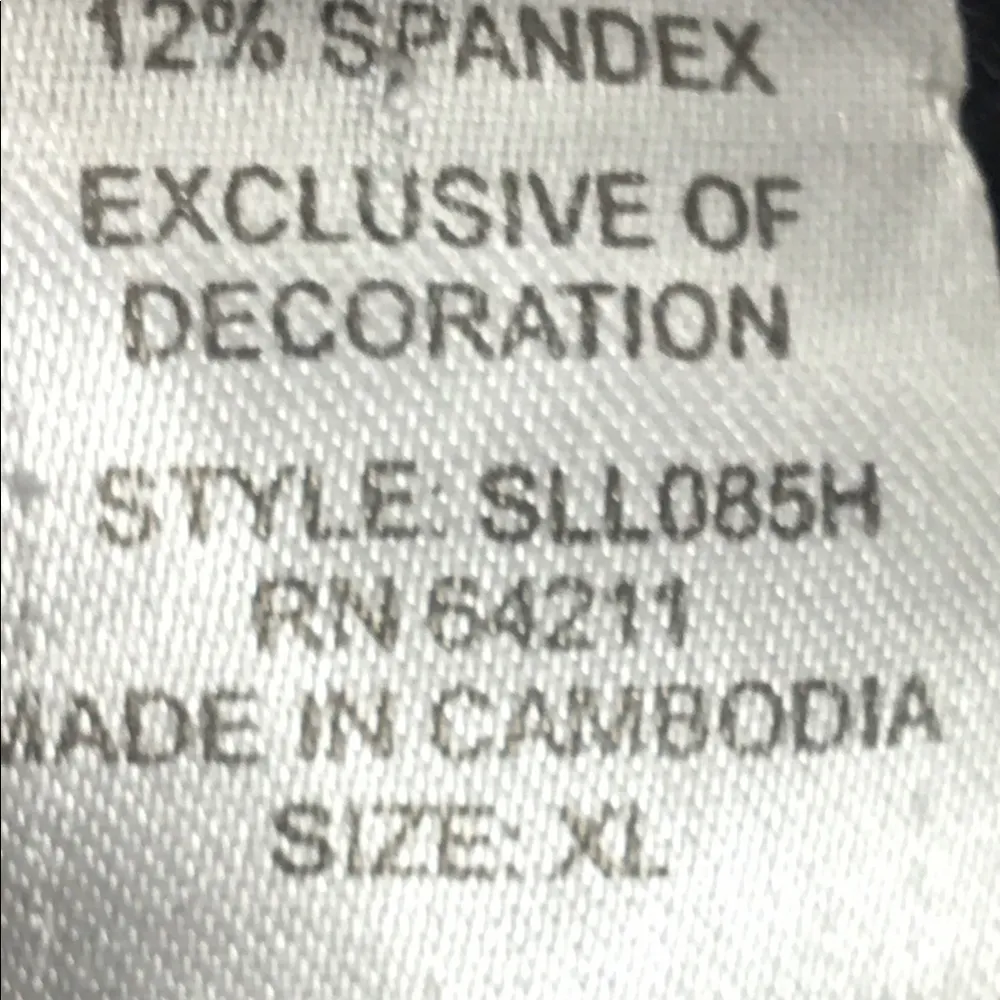 12% SPANDEX
EXCLUSIVE OF
DECORATION
STYLE: SLL085H
RN 64211
MADE IN CAMBODIA
SIZE: XL